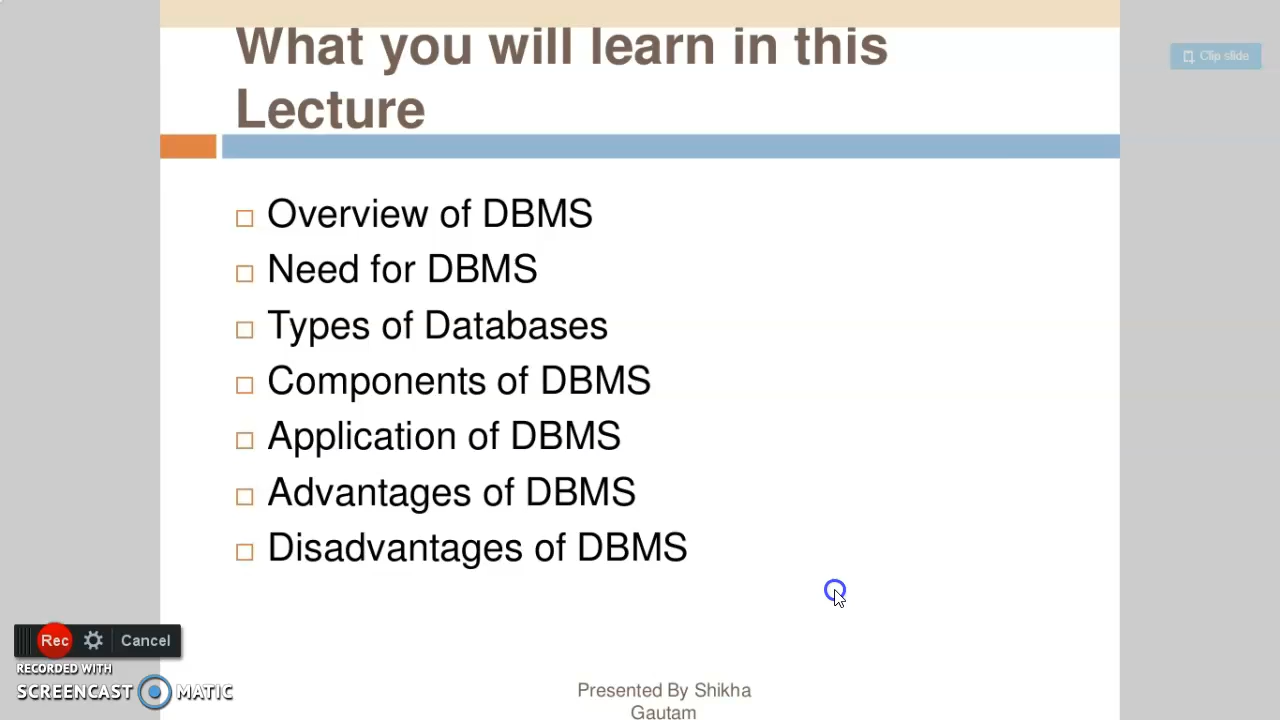 What you will learn in this
Lecture
Clip slide
Overview of DBMS
Need for DBMS
Types of Databases
Components of DBMS
Application of DBMS
Advantages of DBMS
Disadvantages of DBMS
Rec
Cancel
RECORDED WITH
SCREENCAST MATIC
Presented By Shikha
Gautam